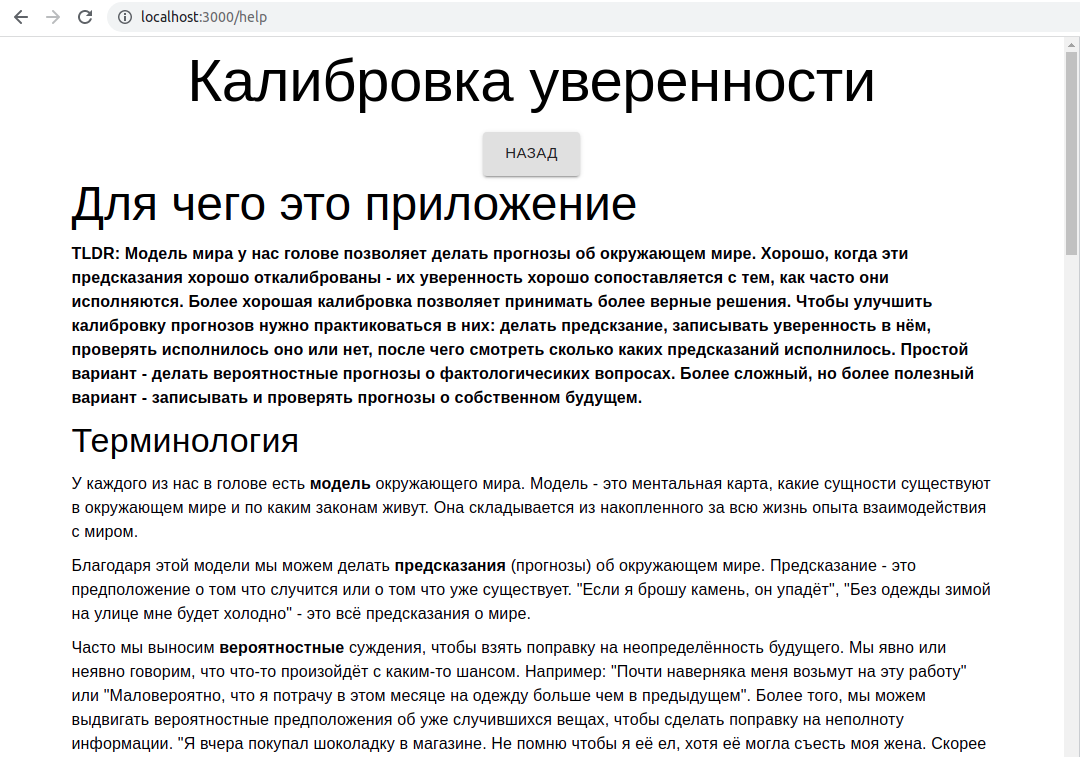 localhost:3000/help
Калибровка уверенности
НАЗАД
Для чего это приложение
TLDR: Модель мира у нас голове позволяет делать прогнозы об окружающем мире. Хорошо, когда эти
предсказания хорошо откалиброваны - их уверенность хорошо сопоставляется с тем, как часто они
исполняются. Более хорошая калибровка позволяет принимать более верные решения. Чтобы улучшить
калибровку прогнозов нужно практиковаться в них: делать предсказание, записывать уверенность в нём,
проверять исполнилось оно или нет, после чего смотреть сколько каких предсказаний исполнилось. Простой
вариант - делать вероятностные прогнозы о фактологичесиких вопросах. Более сложный, но более полезный
вариант - записывать и проверять прогнозы о собственном будущем.
Терминология
У каждого из нас в голове есть модель окружающего мира. Модель - это ментальная карта, какие сущности существуют
в окружающем мире и по каким законам живут. Она складывается из накопленного за всю жизнь опыта взаимодействия
с миром.
Благодаря этой модели мы можем делать предсказания (прогнозы) об окружающем мире. Предсказание - это
предположение о том что случится или о том что уже существует. "Если я брошу камень, он упадёт", "Без одежды зимой
на улице мне будет холодно" - это всё предсказания о мире.
Часто мы выносим вероятностные суждения, чтобы взять поправку на неопределённость будущего. Мы явно или
неявно говорим, что что-то произойдёт с каким-то шансом. Например: "Почти наверняка меня возьмут на эту работу"
или "Маловероятно, что я потрачу в этом месяце на одежду больше чем в предыдущем". Более того, мы можем
выдвигать вероятностные предположения об уже случившихся вещах, чтобы сделать поправку на неполноту
информации. "Я вчера покупал шоколадку в магазине. Не помню чтобы я её ел, хотя её могла съесть моя жена. Скорее